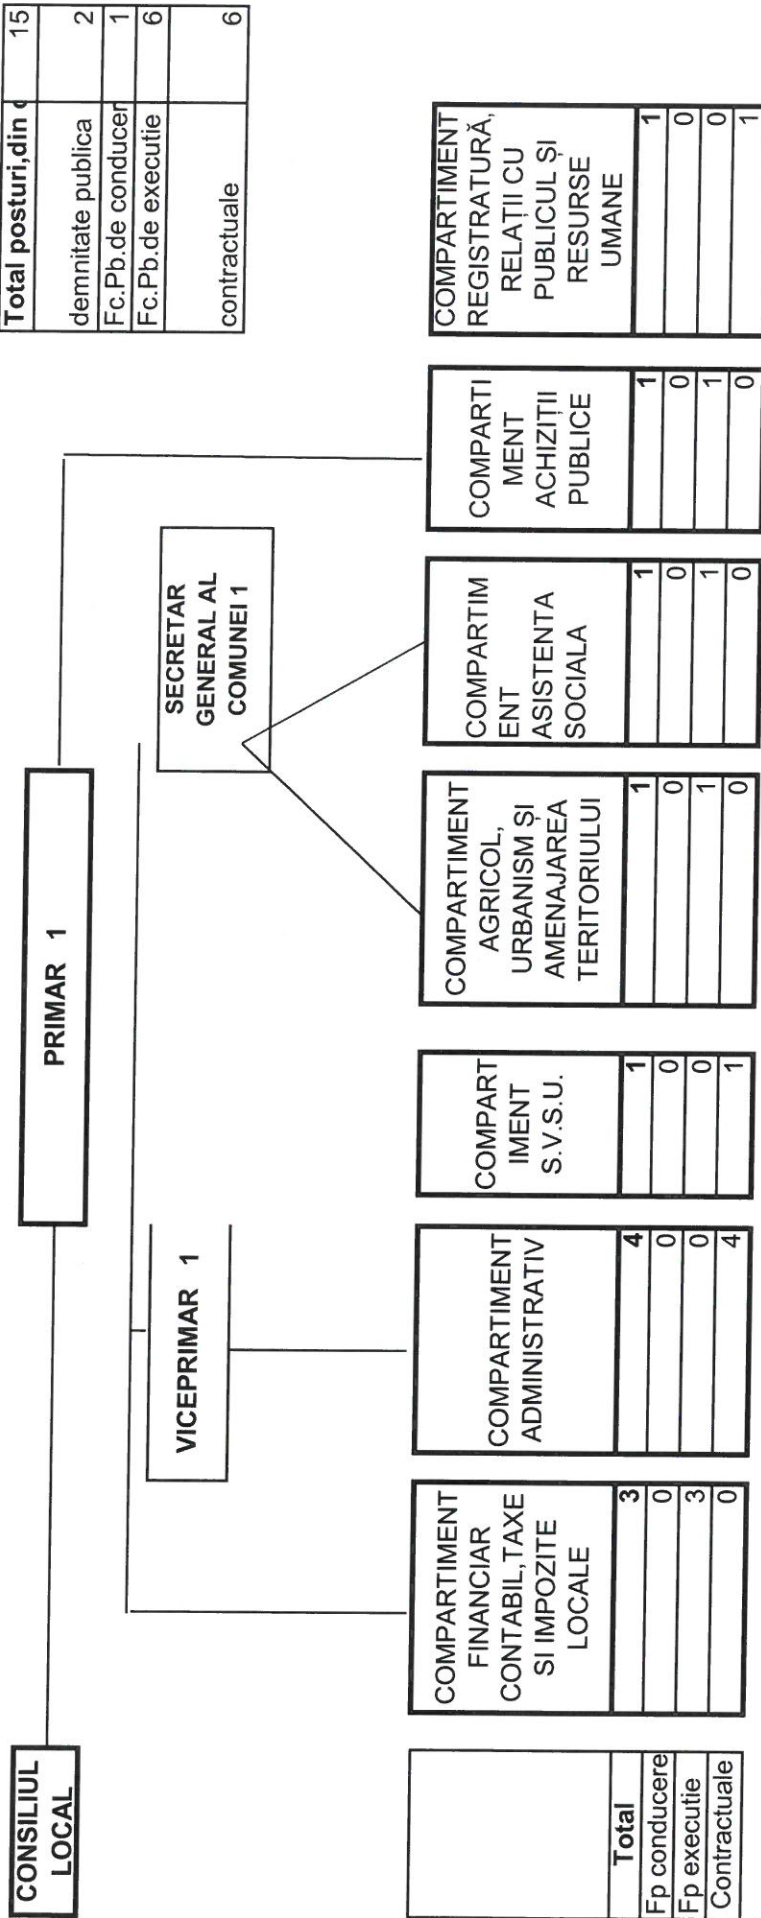 CONSILIUL
LOCAL
PRIMAR 1
Total posturi,din c 15
demnitate publica 2
Fc.Pb.de conducer 1
Fc.Pb.de executie 6
contractuale 6
VICEPRIMAR 1
SECRETAR
GENERAL AL
COMUNEI 1
Total
Fp conducere
Fp executie
Contractuale
COMPARTIMENT
FINANCIAR
CONTABIL,TAXE
SI IMPOZITE
LOCALE
3
0
3
0
COMPARTIMENT
ADMINISTRATIV
4
0
0
4
COMPART
IMENT
S.V.S.U.
1
0
0
1
COMPARTIMENT
AGRICOL,
URBANISM ȘI
AMENAJAREA
TERITORIULUI
1
0
1
0
COMPARTIM
ENT
ASISTENTA
SOCIALA
1
0
1
0
COMPARTI
MENT
ACHIZIȚII
PUBLICE
1
0
1
0
COMPARTIMENT
REGISTRATURĂ,
RELAȚII CU
PUBLICUL ȘI
RESURSE
UMANE
1
0
0
1